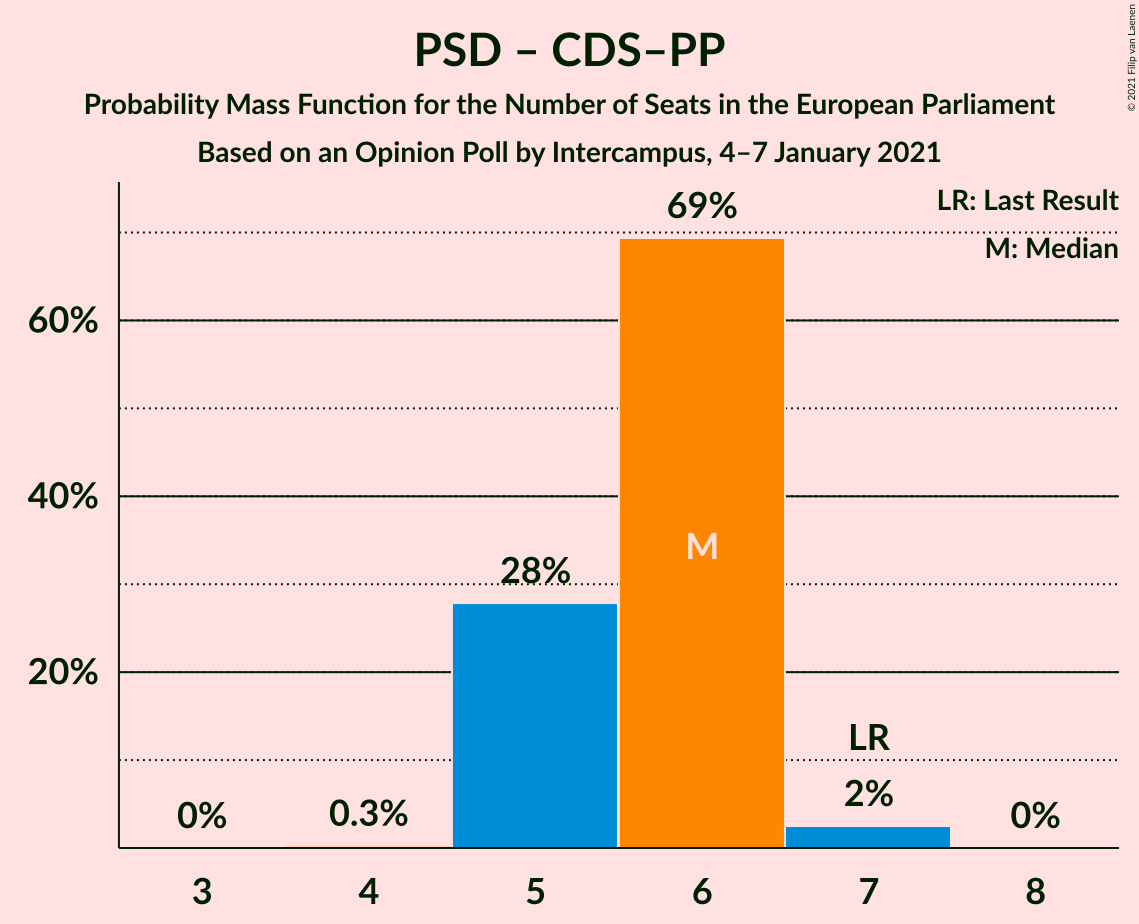 PSD – CDS–PP
Probability Mass Function for the Number of Seats in the European Parliament
Based on an Opinion Poll by Intercampus, 4–7 January 2021
© 2021 Filip van Laenen
LR: Last Result
M: Median
69%
60%
40%
28%
M
20%
LR
2%
0%
0.3%
0%
3 4 5 6 7 8